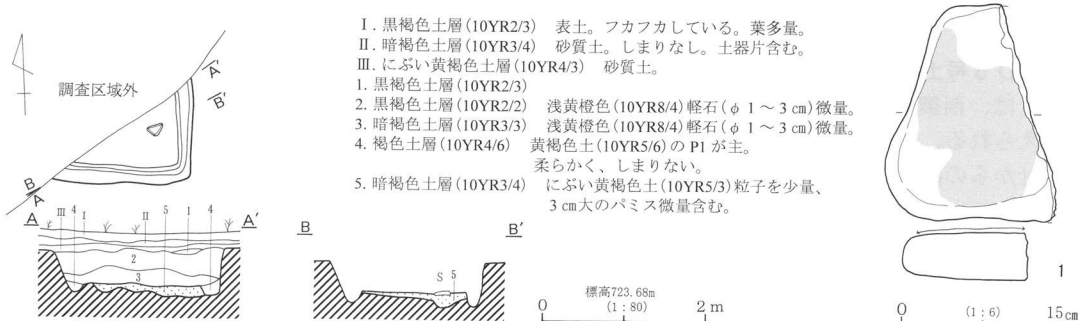 調査区域外
A'
B'
B
A
Ⅰ. 黒褐色土層(10YR2/3) 表土。フカフカしている。葉多量。
Ⅱ. 暗褐色土層(10YR3/4) 砂質土。しまりなし。土器片含む。
Ⅲ. にぶい黄褐色土層(10YR4/3) 砂質土。
1. 黒褐色土層(10YR2/3)
2. 黒褐色土層(10YR2/2) 浅黄橙色(10YR8/4)軽石(φ 1 ～ 3 ㎝)微量。
3. 暗褐色土層(10YR3/3) 浅黄橙色(10YR8/4)軽石(φ 1 ～ 3 ㎝)微量。
4. 褐色土層(10YR4/6) 黄褐色土(10YR5/6)の P1 が主。
柔らかく、しまりない。
5. 暗褐色土層(10YR3/4) にぶい黄褐色土(10YR5/3)粒子を少量、
3 ㎝大のパミス微量含む。
A Ⅲ 4 Ⅰ Ⅱ 5 1 4 A'
2
3
B B'
S 5
標高723.68m
0 (1：80) 2 m
1
0 (1：6) 15㎝